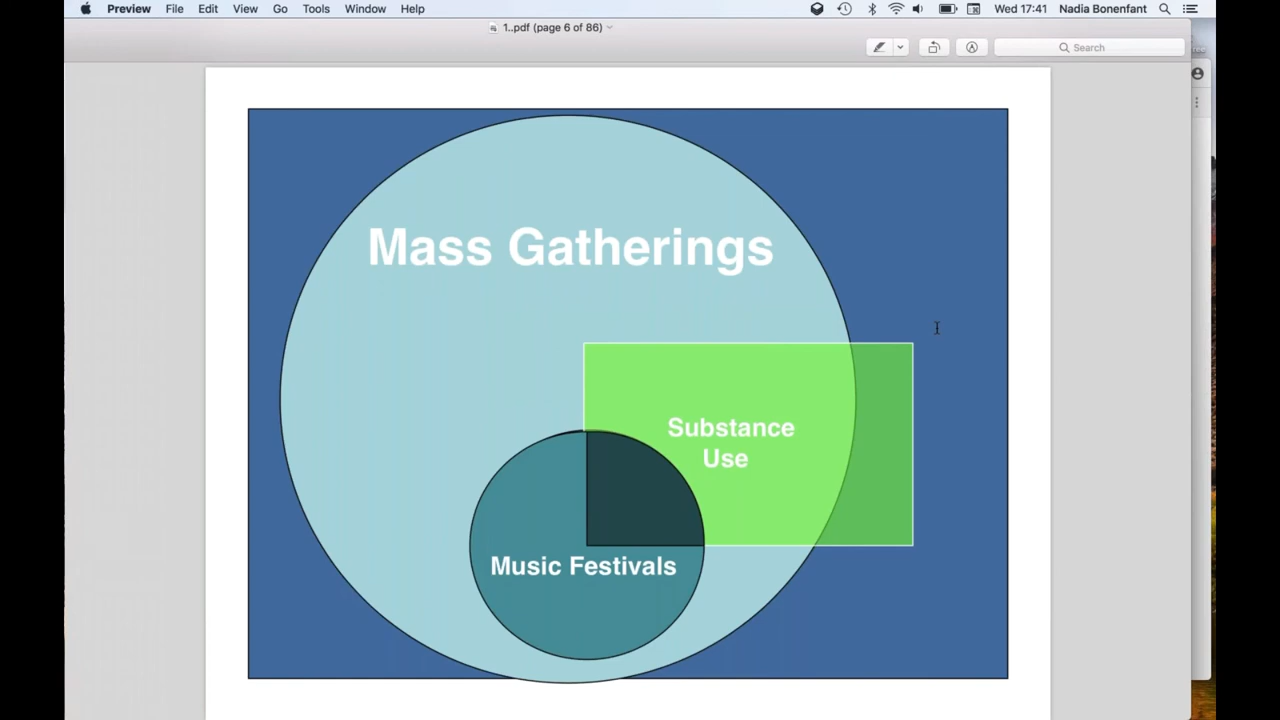 Preview File Edit View Go Tools Window Help Wed 17:41 Nadia Bonenfant
1..pdf (page 6 of 86)
Search
Mass Gatherings
Substance
Use
Music Festivals